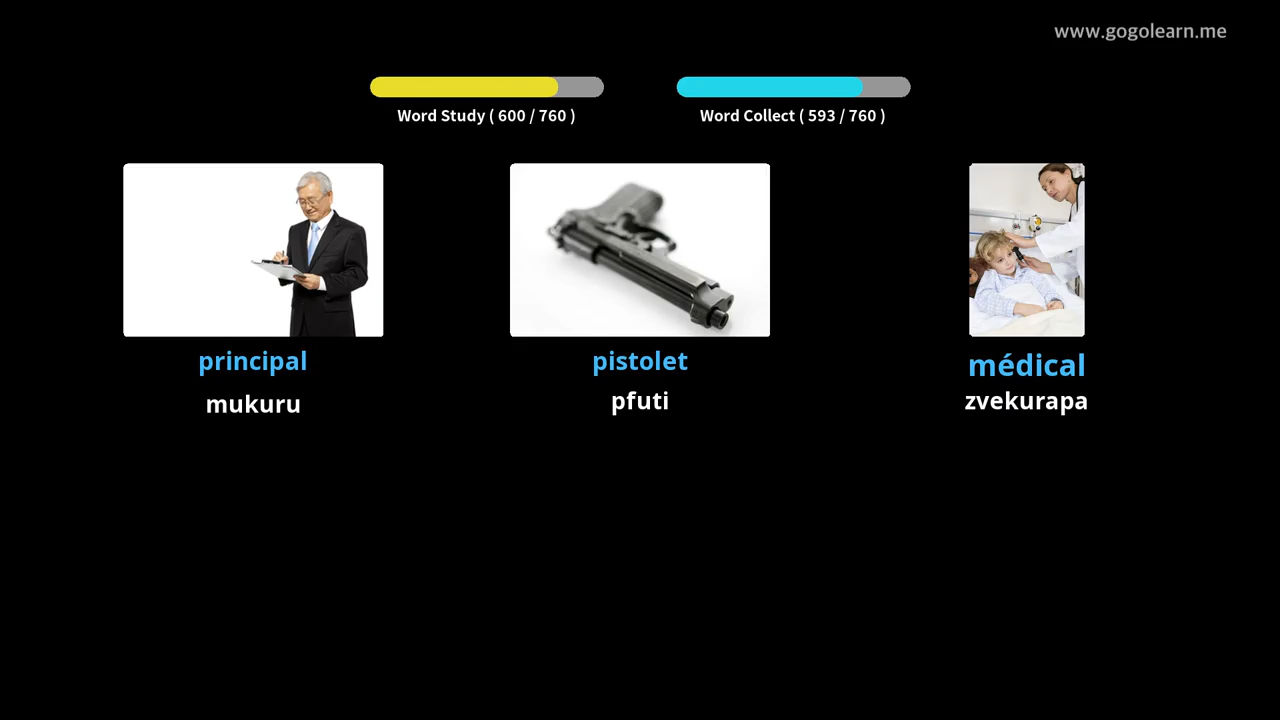 www.gogolearn.me
Word Study ( 600 / 760 )
Word Collect ( 593 / 760 )
principal
pistolet
médical
mukuru
pfuti
zvekurapa